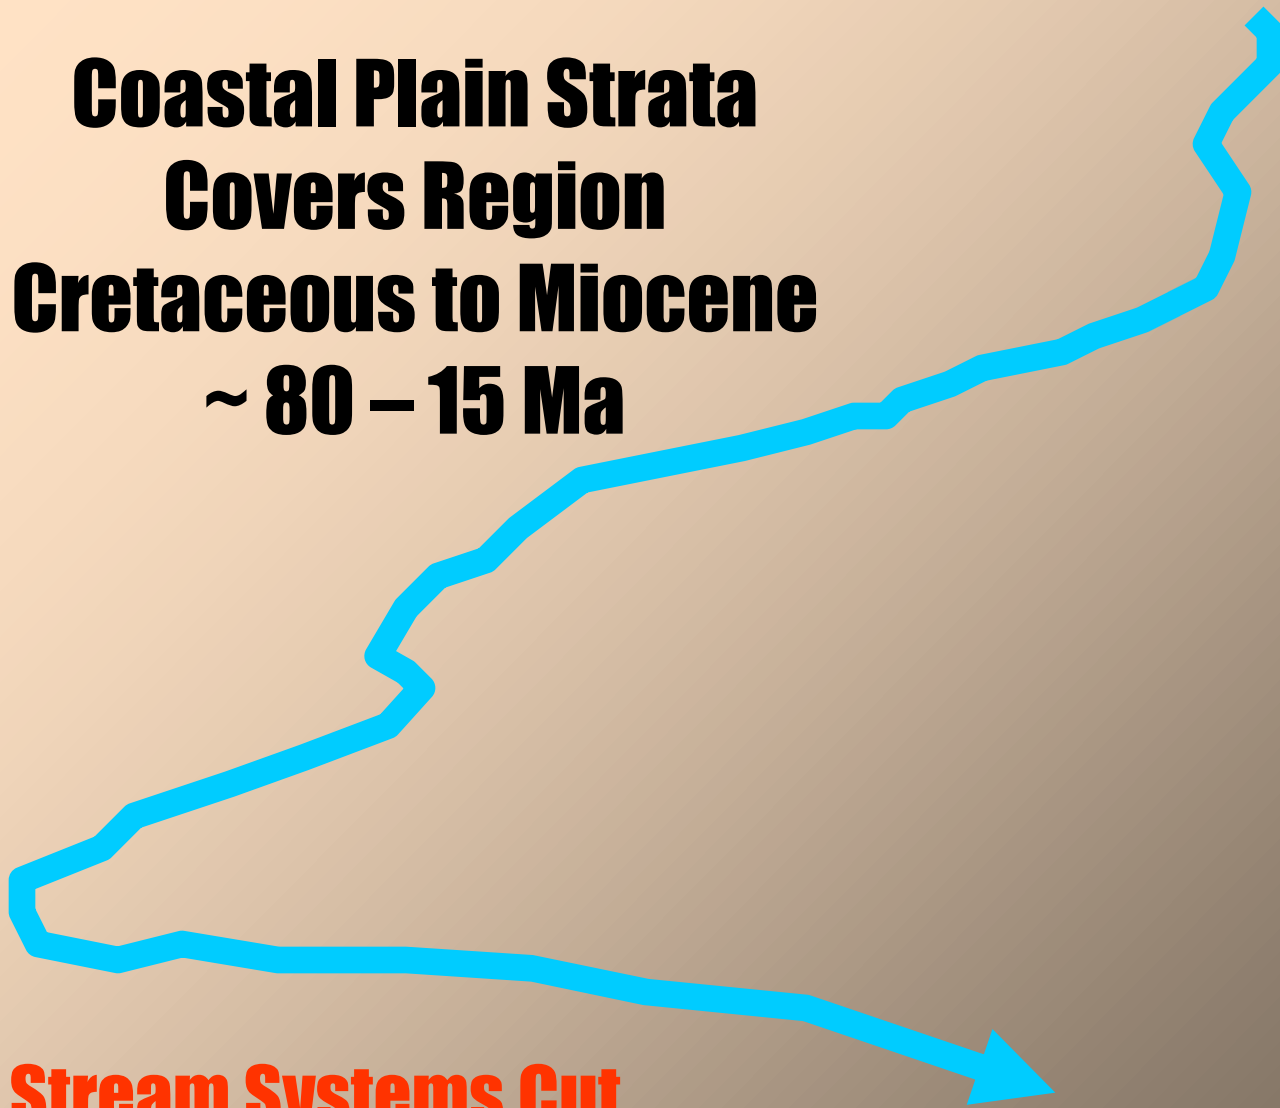 Coastal Plain Strata
Covers Region
Cretaceous to Miocene
~ 80 – 15 Ma
Stream Systems Cut